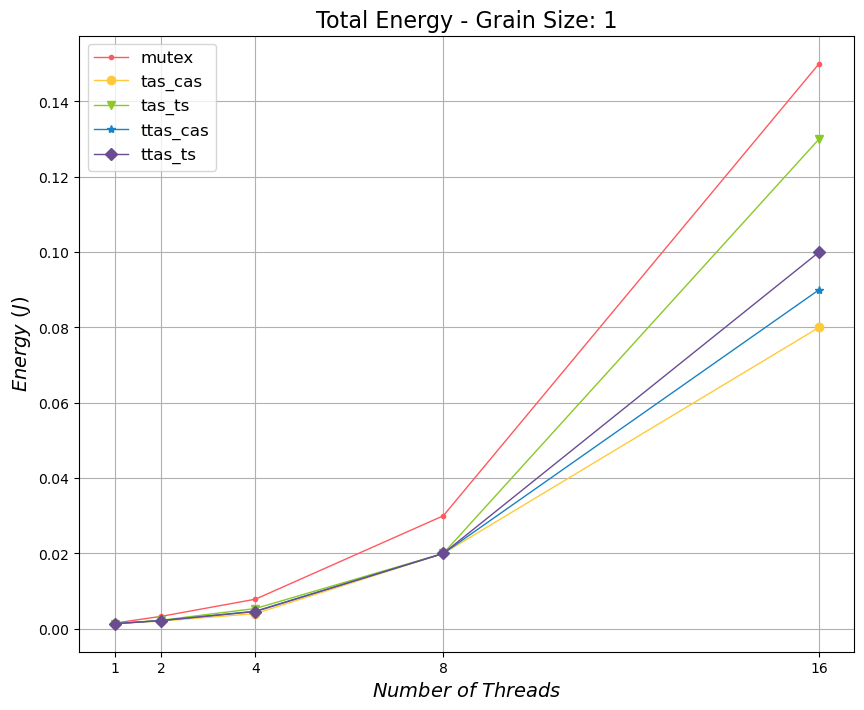 Total Energy - Grain Size: 1
mutex
tas_cas
tas_ts
ttas_cas
ttas_ts
0.14
0.12
0.10
0.08
0.06
0.04
0.02
0.00
Energy (J)
1 2 4 8 16
Number of Threads